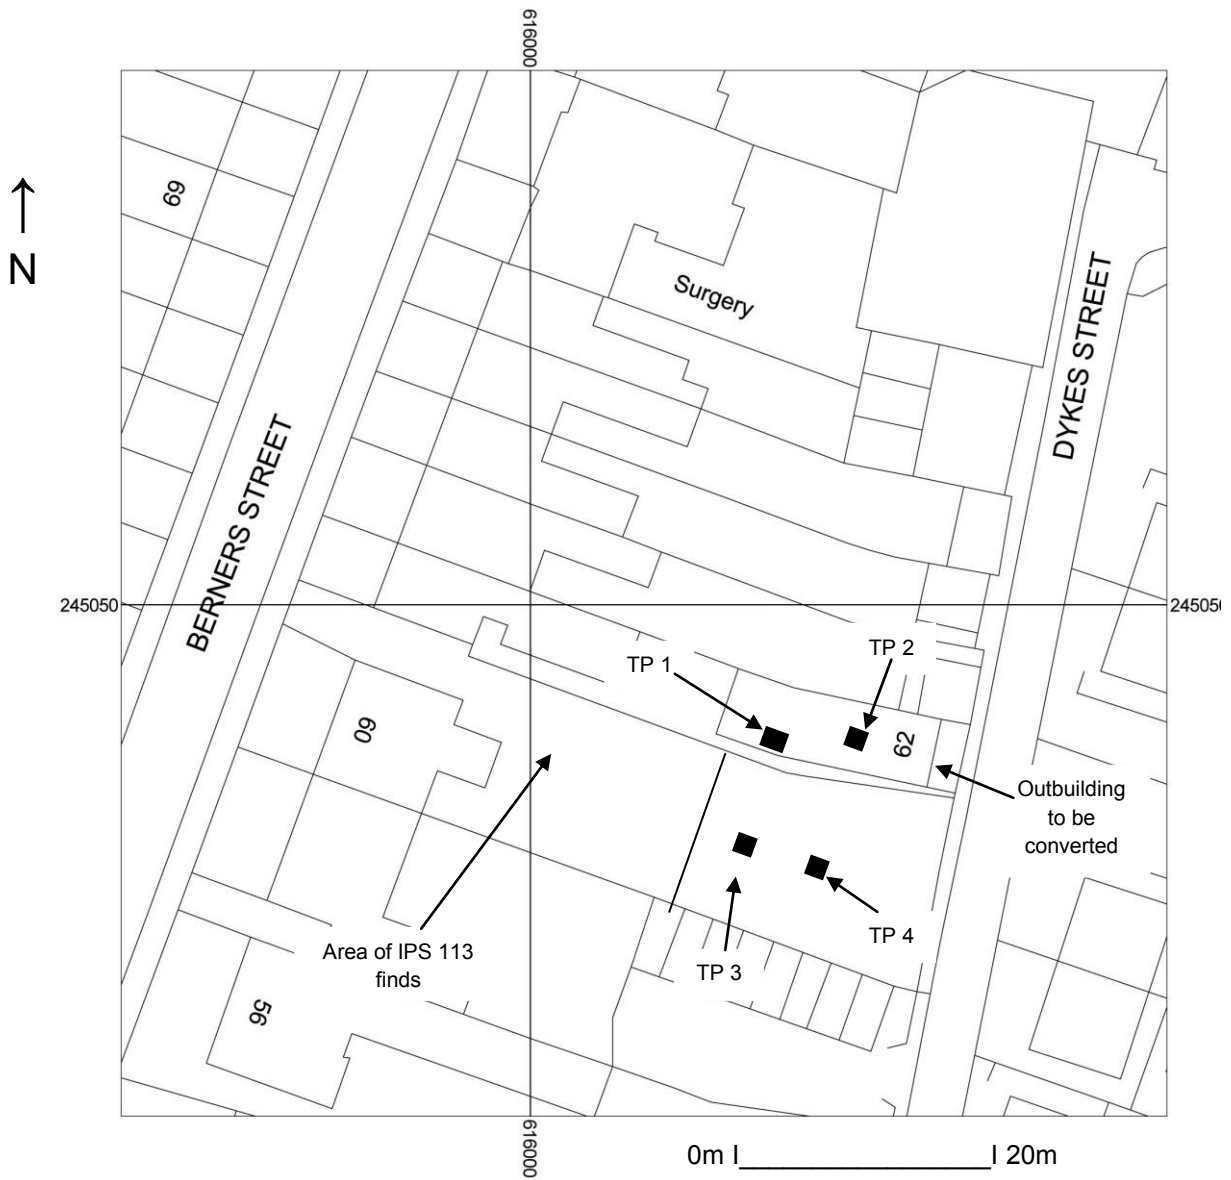 616000
↑
N
69
Surgery
DYKES STREET
BERNERS STREET
245050
245050
TP 1
TP 2
60
62
Outbuilding
to be
converted
Area of IPS 113
finds
TP 3
TP 4
56
616000
0m I__________________I 20m